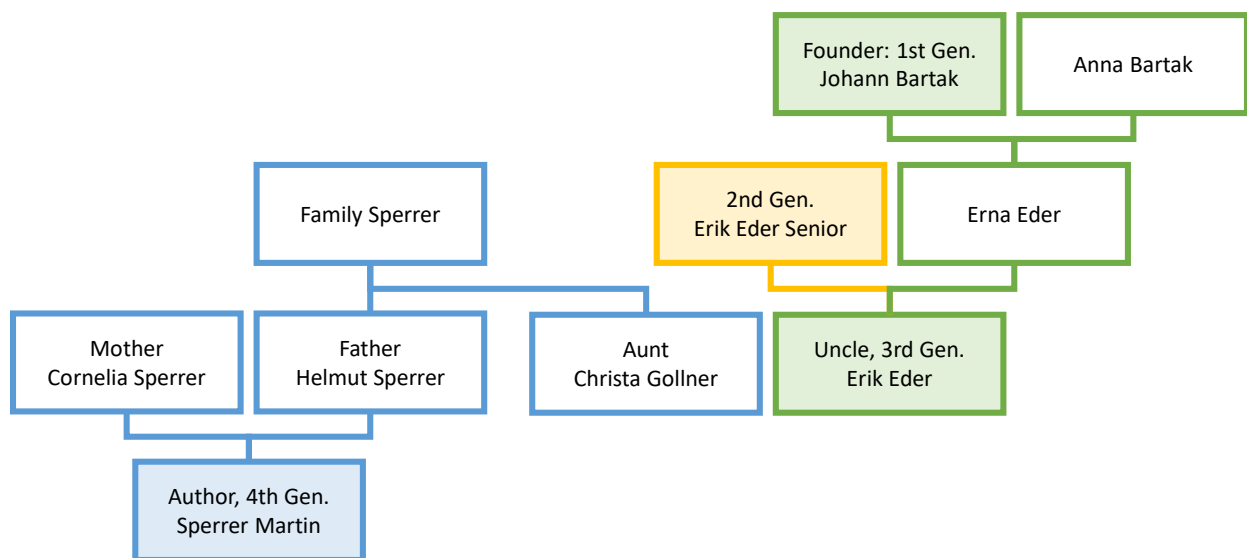 Founder: 1st Gen.
Johann Bartak
Anna Bartak
Family Sperrer
2nd Gen.
Erik Eder Senior
Erna Eder
Mother
Cornelia Sperrer
Father
Helmut Sperrer
Aunt
Christa Gollner
Uncle, 3rd Gen.
Erik Eder
Author, 4th Gen.
Sperrer Martin